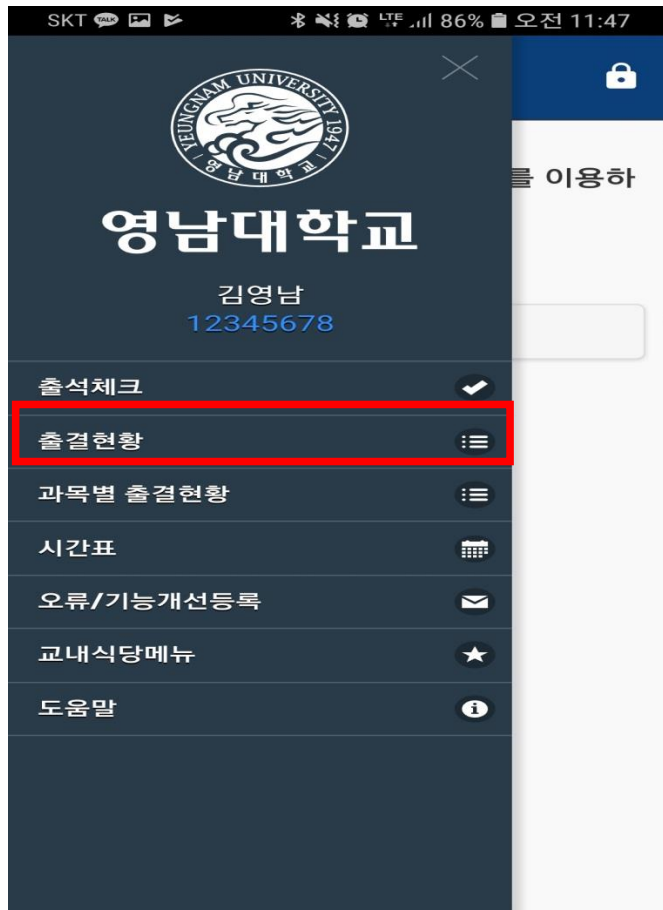 SKT TALK LTE 86% 오전 11:47
YEUNGNAM UNIVERSITY 1947
영남대학교
를 이용하
영남대학교
김영남
12345678
출석체크
출결현황
과목별 출결현황
시간표
오류/기능개선등록
교내식당메뉴
도움말